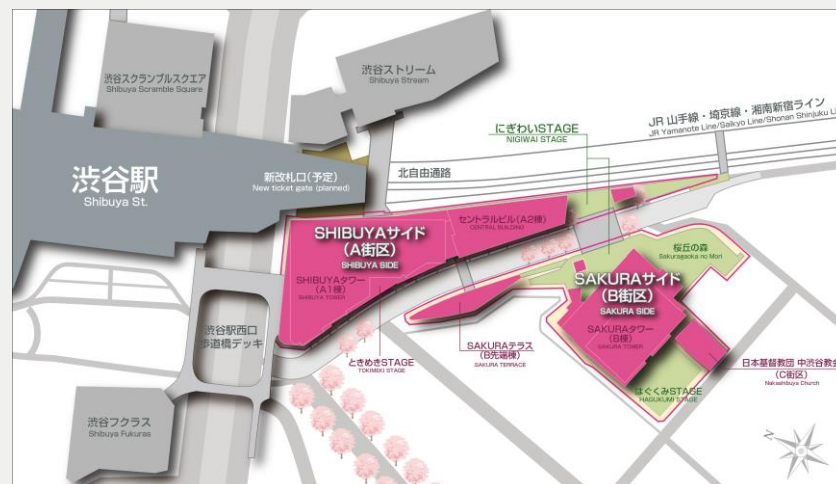 渋谷スクランブルスクエア
Shibuya Scramble Square
渋谷ストリーム
Shibuya Stream
JR 山手線・埼京線・湘南新宿ライン
JR Yamanote Line/Saikyo Line/Shonan Shinjuku Li
にぎわいSTAGE
NIGIWAI STAGE
渋谷駅
Shibuya St.
新改札口(予定)
New ticket gate (planned)
北自由通路
SHIBUYAサイド
(A街区)
SHIBUYA SIDE
セントラルビル(A2棟)
CENTRAL BUILDING
SHIBUYAタワー
(A1棟)
SHIBUYA TOWER
桜丘の森
Sakuragaoka no Mori
SAKURAサイド
(B街区)
SAKURA SIDE
SAKURAタワー
(B棟)
SAKURA TOWER
渋谷駅西口
歩道橋デッキ
ときめきSTAGE
TOKIMEKI STAGE
SAKURAテラス
(B先端棟)
SAKURA TERRACE
日本基督教団 中渋谷教会
(C街区)
Nakashibuya Church
はぐくみSTAGE
HAGUKUMI STAGE
渋谷フクラス
Shibuya Fukuras
N